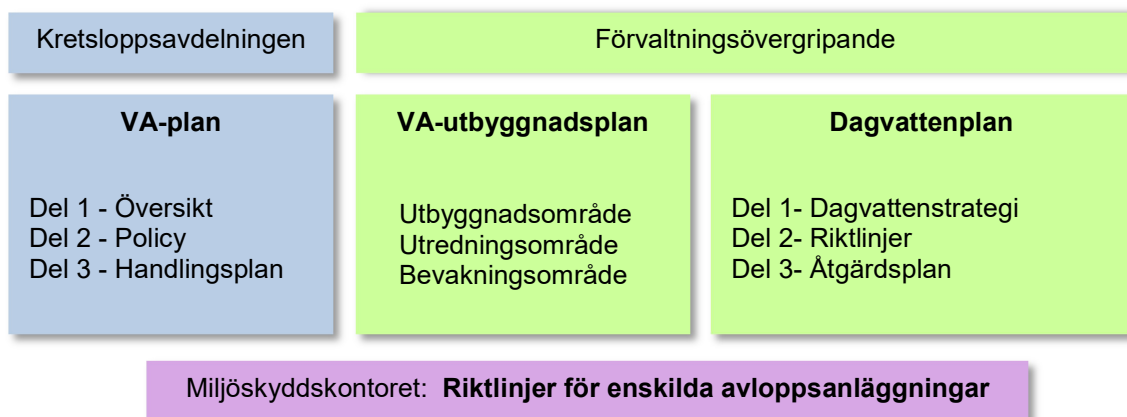 Kretsloppsavdelningen
Förvaltningsövergripande
VA-plan
Del 1 - Översikt
Del 2 - Policy
Del 3 - Handlingsplan
VA-utbyggnadsplan
Utbyggnadsområde
Utredningsområde
Bevakningsområde
Dagvattenplan
Del 1- Dagvattenstrategi
Del 2- Riktlinjer
Del 3- Åtgärdsplan
Miljöskyddskontoret: Riktlinjer för enskilda avloppsanläggningar